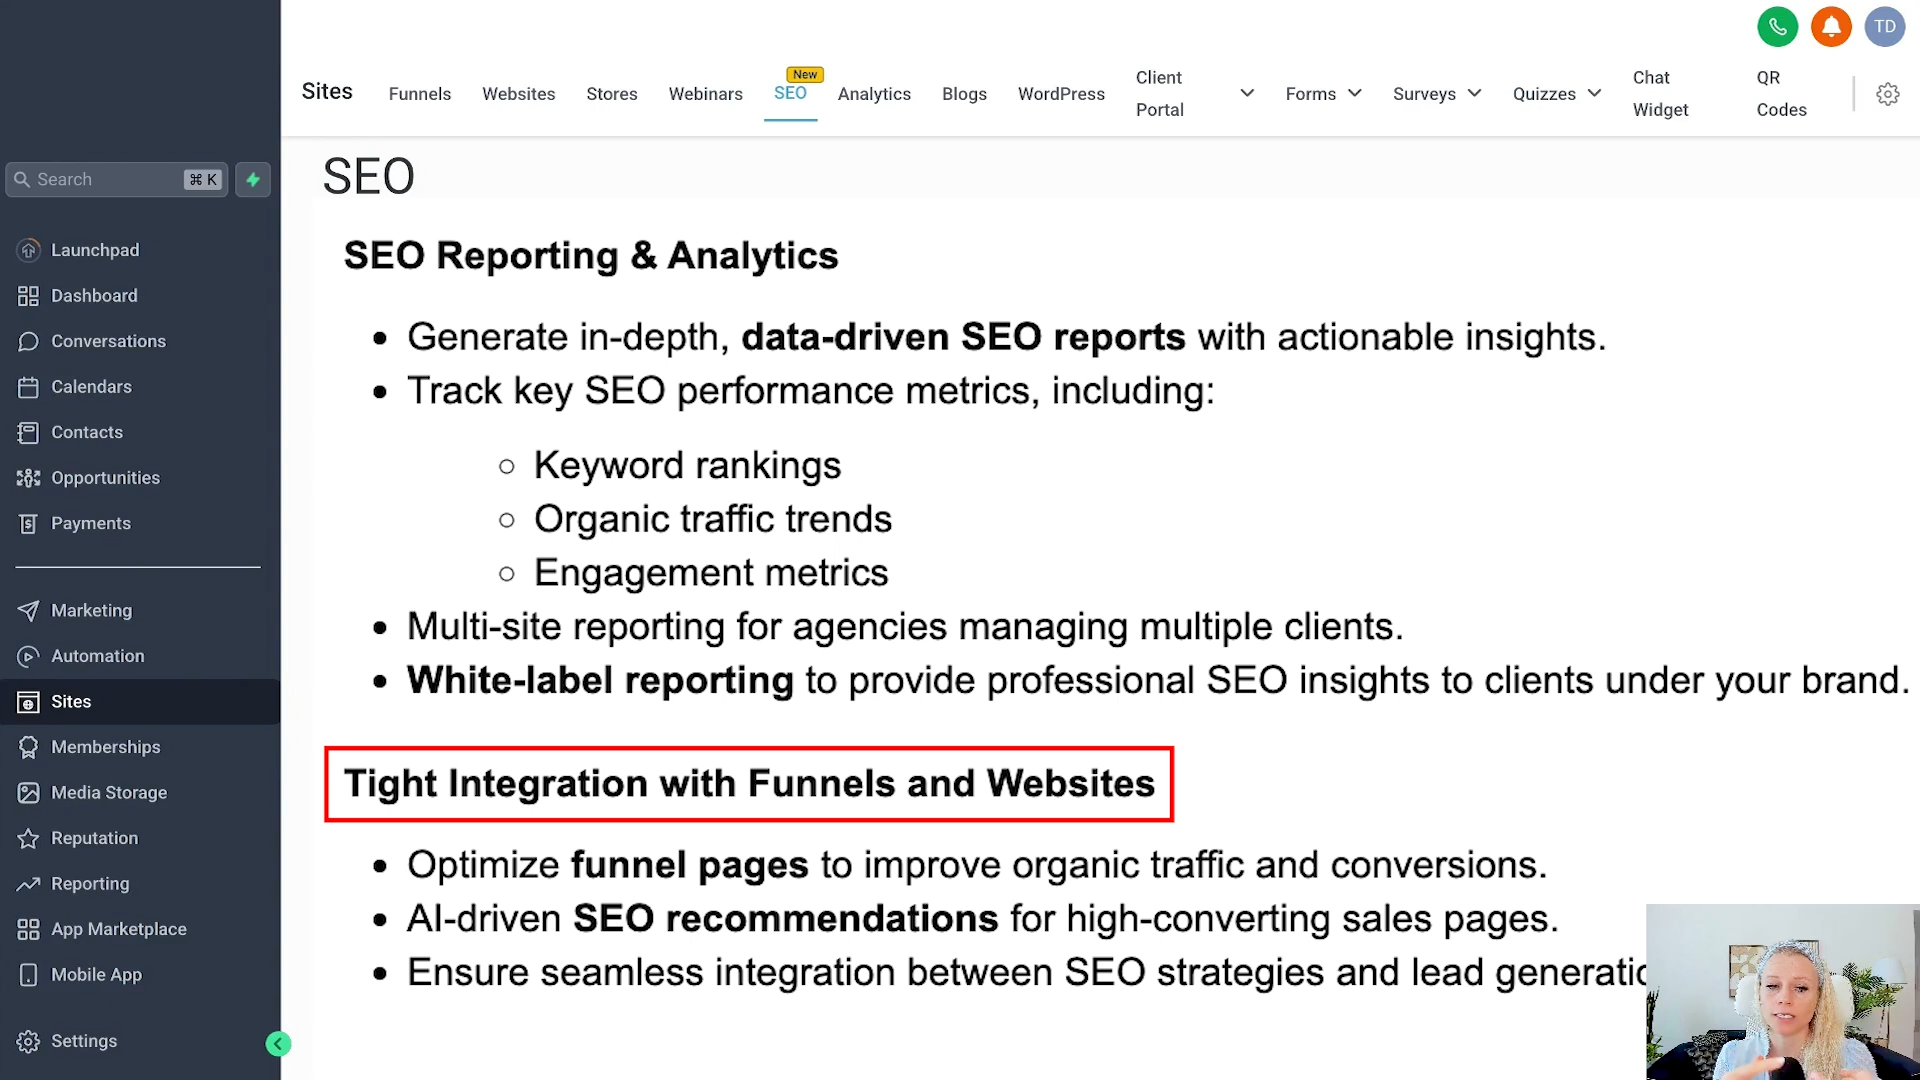 TD
Sites
Funnels
Websites
Stores
Webinars
New
SEO
Analytics
Blogs
WordPress
Client
Portal
Forms
Surveys
Quizzes
Chat
Widget
QR
Codes
Search
⌘ K
Launchpad
Dashboard
Conversations
Calendars
Contacts
Opportunities
Payments
Marketing
Automation
Sites
Memberships
Media Storage
Reputation
Reporting
App Marketplace
Mobile App
Settings
SEO
SEO Reporting & Analytics
• Generate in-depth, data-driven SEO reports with actionable insights.
• Track key SEO performance metrics, including:
○ Keyword rankings
○ Organic traffic trends
○ Engagement metrics
• Multi-site reporting for agencies managing multiple clients.
• White-label reporting to provide professional SEO insights to clients under your brand.
Tight Integration with Funnels and Websites
• Optimize funnel pages to improve organic traffic and conversions.
• AI-driven SEO recommendations for high-converting sales pages.
• Ensure seamless integration between SEO strategies and lead